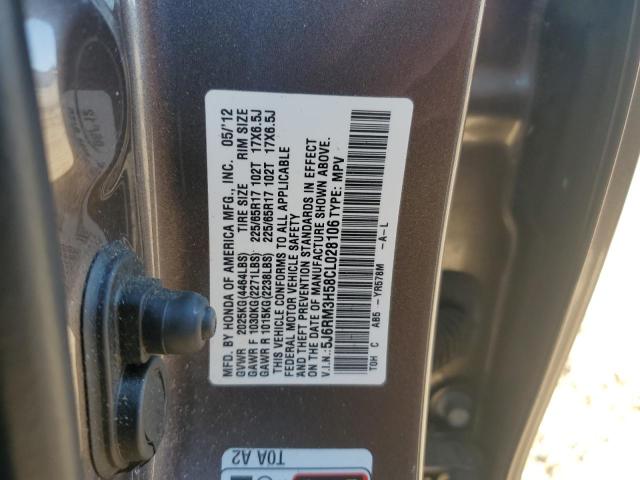 MFD. BY HONDA OF AMERICA MFG., INC. 05/'12
GVWR 2025KG(4464LBS) TIRE SIZE RIM SIZE
GAWR F 1030KG(2271LBS) 225/65R17 102T 17X6.5J
GAWR R 1015KG(2238LBS) 225/65R17 102T 17X6.5J
THIS VEHICLE CONFORMS TO ALL APPLICABLE
FEDERAL MOTOR VEHICLE SAFETY
AND THEFT PREVENTION STANDARDS IN EFFECT
ON THE DATE OF MANUFACTURE SHOWN ABOVE.
V.I.N.:5J6RM3H58CL028106 TYPE: MPV
TOH C AB5 -YR578M -A-L
T0A A2